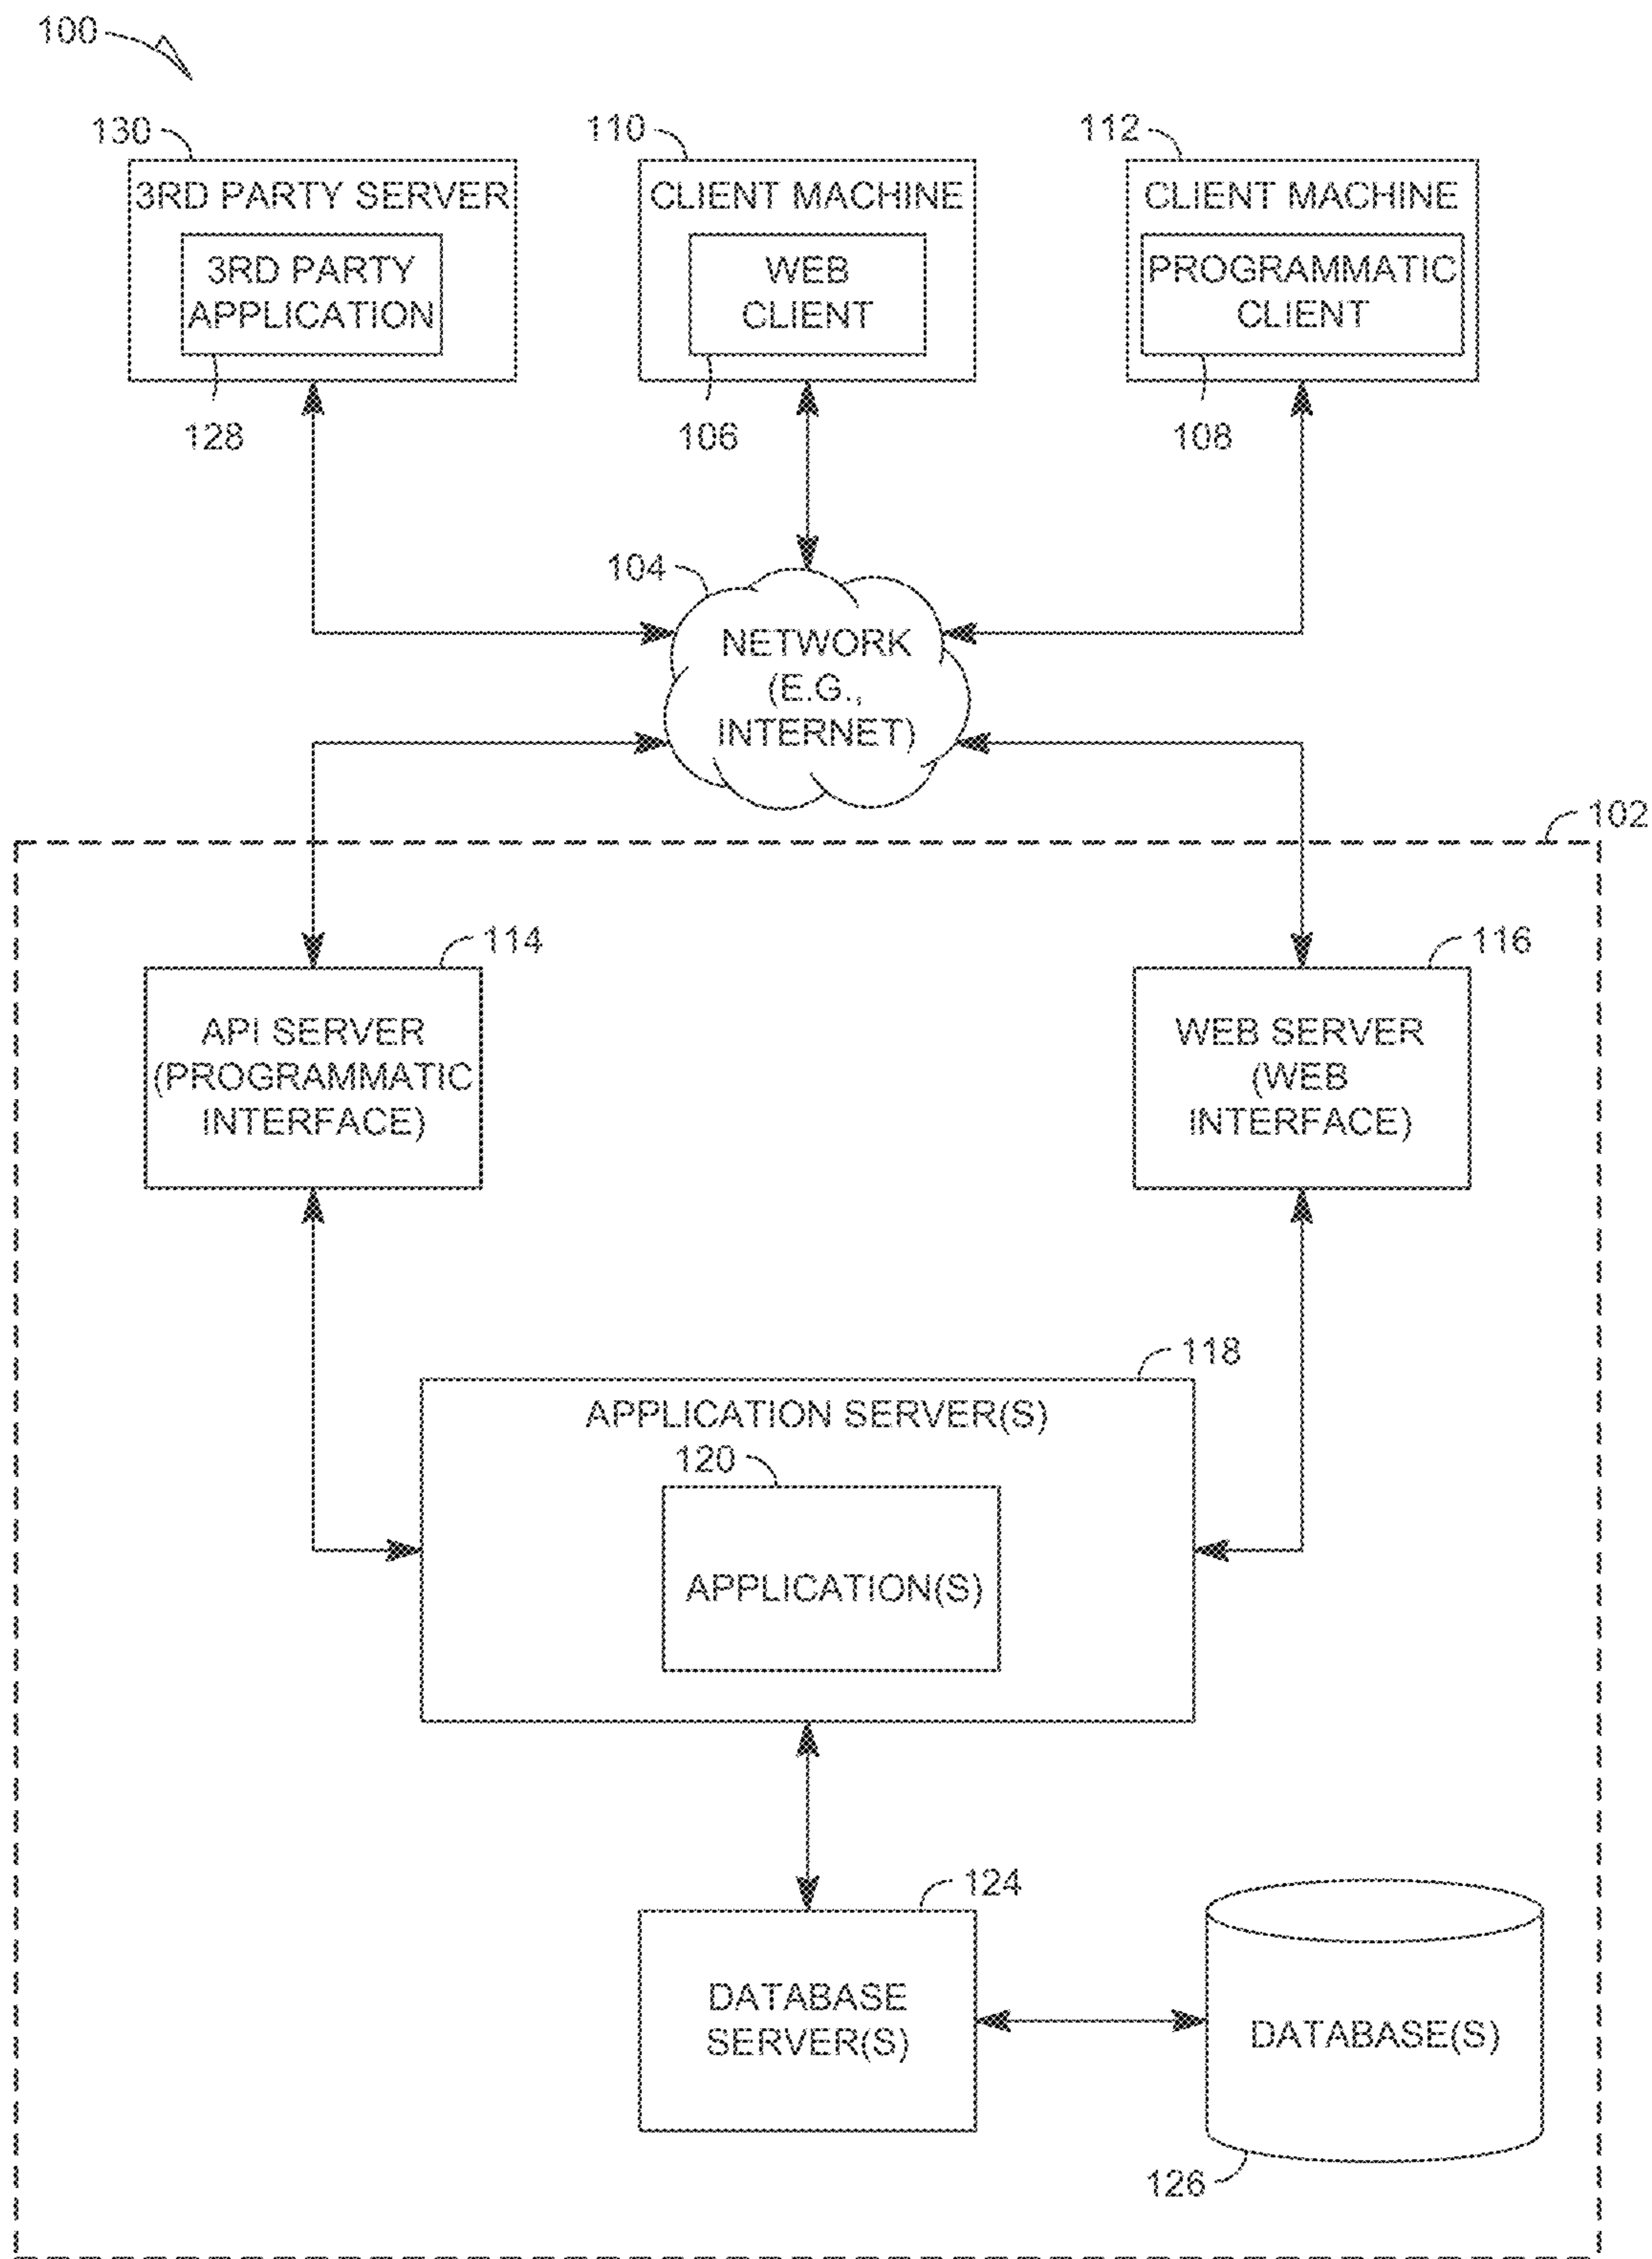 100
130
3RD PARTY SERVER
3RD PARTY
APPLICATION
128
110
CLIENT MACHINE
WEB
CLIENT
106
112
CLIENT MACHINE
PROGRAMMATIC
CLIENT
108
104
NETWORK
(E.G.,
INTERNET)
102
114
API SERVER
(PROGRAMMATIC
INTERFACE)
116
WEB SERVER
(WEB
INTERFACE)
118
APPLICATION SERVER(S)
120
APPLICATION(S)
124
DATABASE
SERVER(S)
DATABASE(S)
126